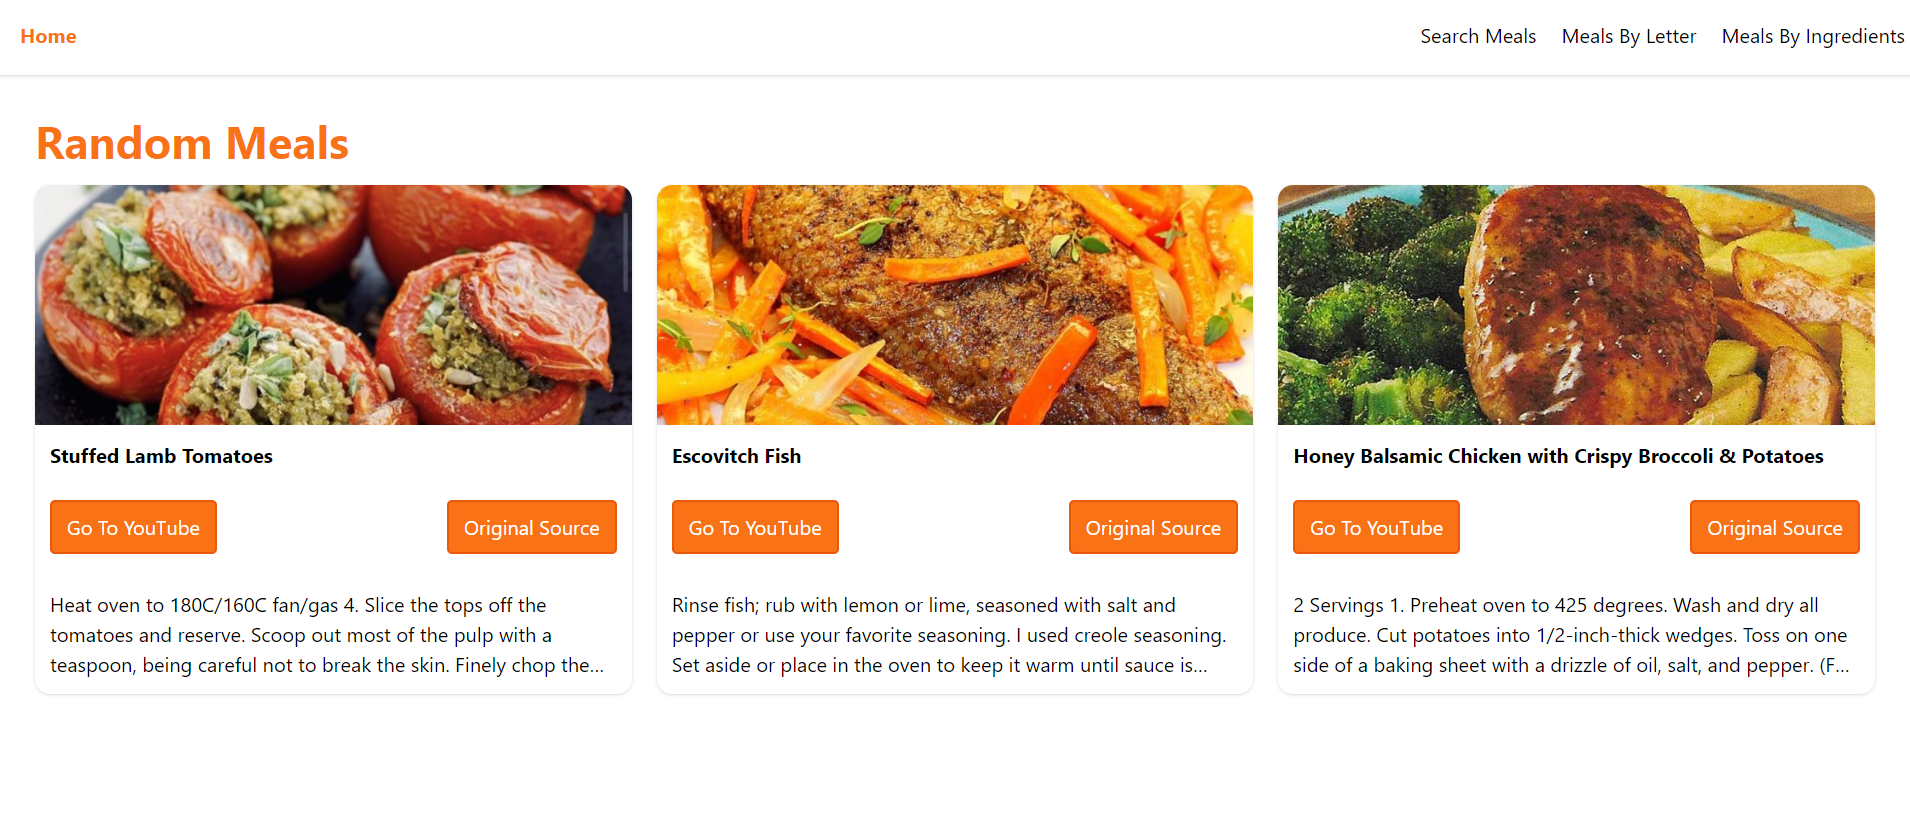 Home
Search Meals
Meals By Letter
Meals By Ingredients
Random Meals
Stuffed Lamb Tomatoes
Go To YouTube
Original Source
Heat oven to 180C/160C fan/gas 4. Slice the tops off the
tomatoes and reserve. Scoop out most of the pulp with a
teaspoon, being careful not to break the skin. Finely chop the...
Escovitch Fish
Go To YouTube
Original Source
Rinse fish; rub with lemon or lime, seasoned with salt and
pepper or use your favorite seasoning. I used creole seasoning.
Set aside or place in the oven to keep it warm until sauce is...
Honey Balsamic Chicken with Crispy Broccoli & Potatoes
Go To YouTube
Original Source
2 Servings 1. Preheat oven to 425 degrees. Wash and dry all
produce. Cut potatoes into 1/2-inch-thick wedges. Toss on one
side of a baking sheet with a drizzle of oil, salt, and pepper. (F...